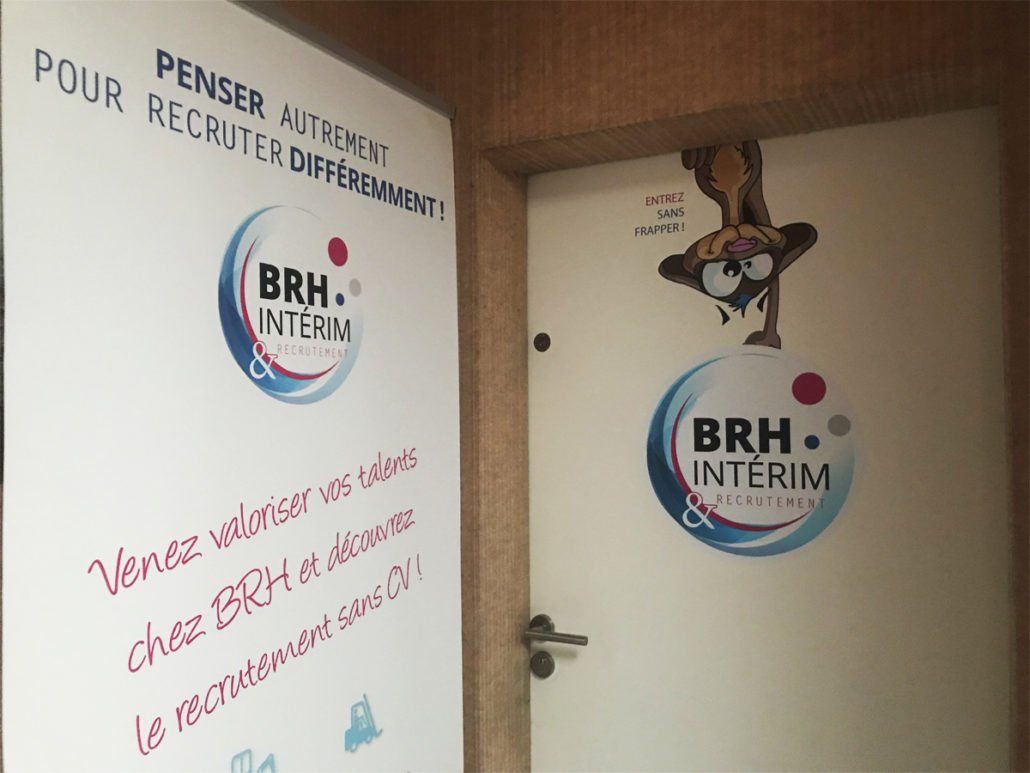 PENSER AUTREMENT
POUR RECRUTER DIFFÉREMMENT !
BRH
INTÉRIM
& RECRUTEMENT
Venez valoriser vos talents
chez BRH et découvrez
le recrutement sans CV !
ENTREZ
SANS
FRAPPER !
BRH
INTÉRIM
& RECRUTEMENT